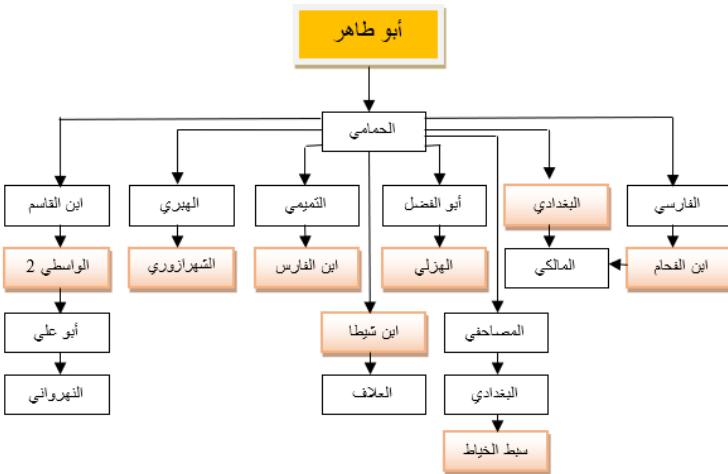 أبو طاهر
الحمامي
الفارسي
البغدادي
أبو الفضل
التميمي
الهبري
ابن القاسم
ابن الفحام
المالكي
الهزلي
ابن الفارس
الشهرازوري
الواسطي 2
المصاحفي
ابن شيطا
أبو علي
البغدادي
العلاف
النهرواني
سبط الخياط